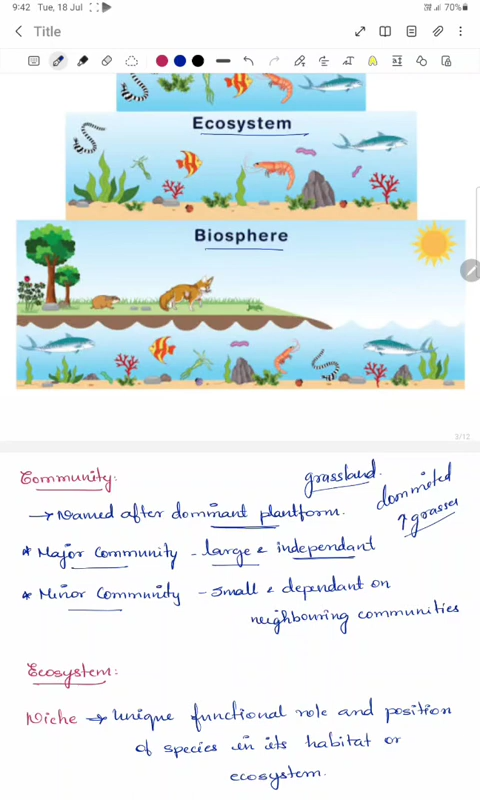 9:42 Tue, 18 Jul
70%
Title
Ecosystem
Biosphere
3/12
Community:
grassland.
→ Named after dominant plantform.
dommoted
↑ grasses
* Major Community - large & independant
* Minor Community - Small & dependant on
neighbouring communities
Ecosystem:
Niche → Unique functional role and position
of species in its habitat or
ecosystem.